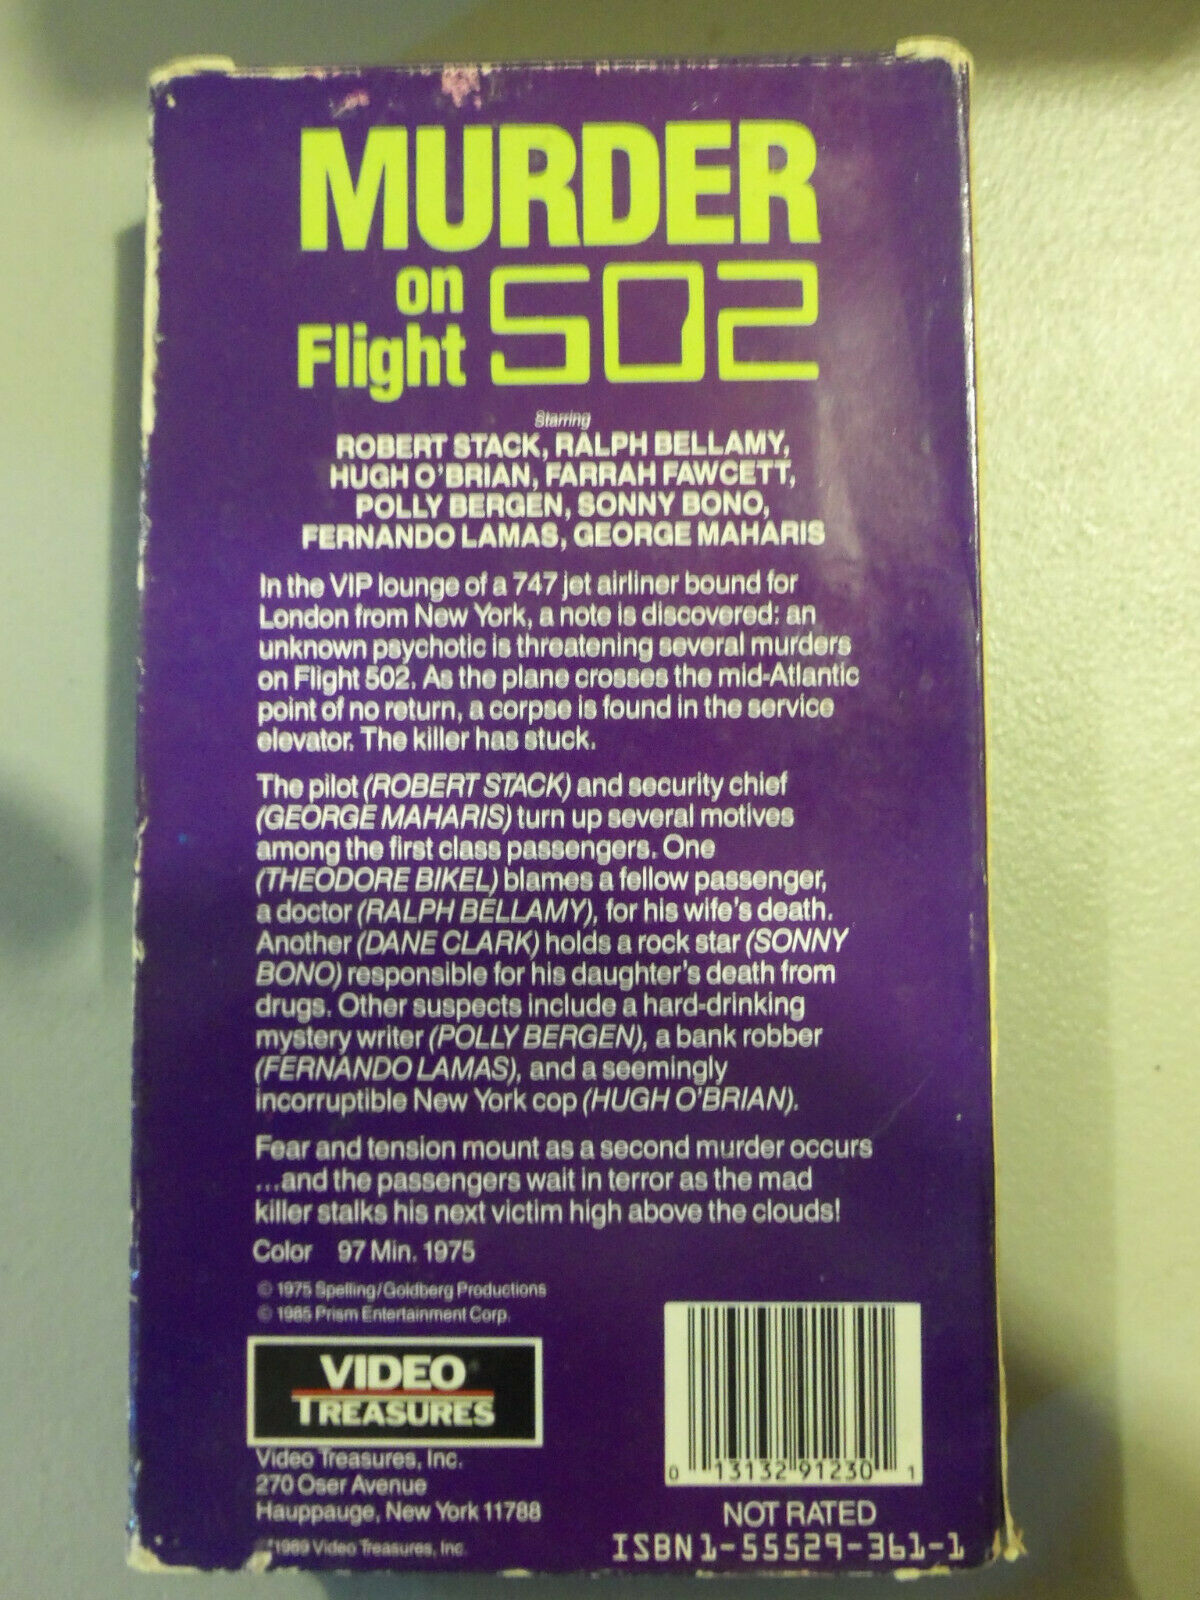 MURDER
on
Flight 502
Starring
ROBERT STACK, RALPH BELLAMY,
HUGH O'BRIAN, FARRAH FAWCETT,
POLLY BERGEN, SONNY BONO,
FERNANDO LAMAS, GEORGE MAHARIS
In the VIP lounge of a 747 jet airliner bound for
London from New York, a note is discovered: an
unknown psychotic is threatening several murders
on Flight 502. As the plane crosses the mid-Atlantic
point of no return, a corpse is found in the service
elevator. The killer has stuck.
The pilot (ROBERT STACK) and security chief
(GEORGE MAHARIS) turn up several motives
among the first class passengers. One
(THEODORE BIKEL) blames a fellow passenger,
a doctor (RALPH BELLAMY), for his wife's death.
Another (DANE CLARK) holds a rock star (SONNY
BONO) responsible for his daughter's death from
drugs. Other suspects include a hard-drinking
mystery writer (POLLY BERGEN), a bank robber
(FERNANDO LAMAS), and a seemingly
incorruptible New York cop (HUGH O'BRIAN).
Fear and tension mount as a second murder occurs
...and the passengers wait in terror as the mad
killer stalks his next victim high above the clouds!
Color 97 Min. 1975
© 1975 Spelling/Goldberg Productions
© 1985 Prism Entertainment Corp.
VIDEO
TREASURES
Video Treasures, Inc.
270 Oser Avenue
Hauppauge, New York 11788
©1989 Video Treasures, Inc.
0 13132 91230 1
NOT RATED
ISBN 1-55529-361-1